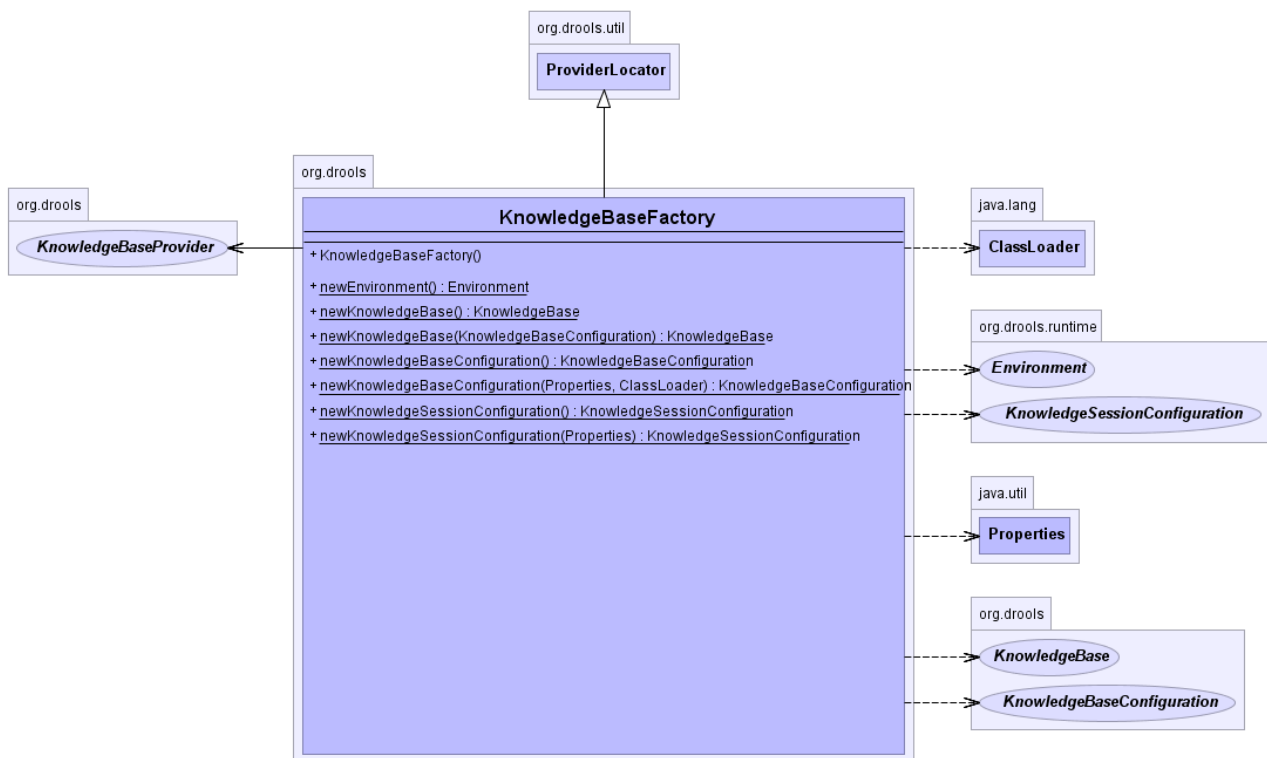 org.drools.util
ProviderLocator
org.drools
KnowledgeBaseProvider
org.drools
KnowledgeBaseFactory
+ KnowledgeBaseFactory()
+ newEnvironment() : Environment
+ newKnowledgeBase() : KnowledgeBase
+ newKnowledgeBase(KnowledgeBaseConfiguration) : KnowledgeBase
+ newKnowledgeBaseConfiguration() : KnowledgeBaseConfiguration
+ newKnowledgeBaseConfiguration(Properties, ClassLoader) : KnowledgeBaseConfiguration
+ newKnowledgeSessionConfiguration() : KnowledgeSessionConfiguration
+ newKnowledgeSessionConfiguration(Properties) : KnowledgeSessionConfiguration
java.lang
ClassLoader
org.drools.runtime
Environment
KnowledgeSessionConfiguration
java.util
Properties
org.drools
KnowledgeBase
KnowledgeBaseConfiguration